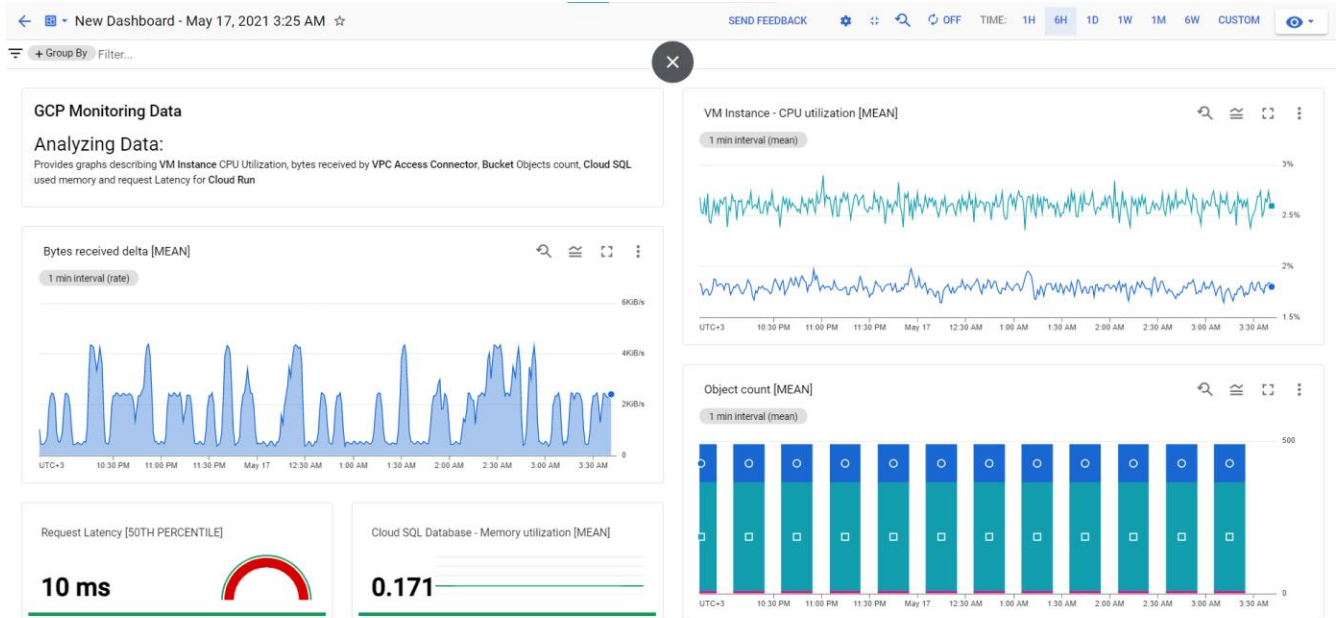 New Dashboard - May 17, 2021 3:25 AM
SEND FEEDBACK OFF TIME: 1H 6H 1D 1W 1M 6W CUSTOM
+ Group By Filter...
GCP Monitoring Data
Analyzing Data:
Provides graphs describing VM Instance CPU Utilization, bytes received by VPC Access Connector, Bucket Objects count, Cloud SQL
used memory and request Latency for Cloud Run
VM Instance - CPU utilization [MEAN]
1 min interval (mean)
3%
2.5%
2%
1.5%
UTC+3 10:30 PM 11:00 PM 11:30 PM May 17 12:30 AM 1:00 AM 1:30 AM 2:00 AM 2:30 AM 3:00 AM 3:30 AM
Bytes received delta [MEAN]
1 min interval (rate)
6KiB/s
4KiB/s
2KiB/s
0
UTC+3 10:30 PM 11:00 PM 11:30 PM May 17 12:30 AM 1:00 AM 1:30 AM 2:00 AM 2:30 AM 3:00 AM 3:30 AM
Object count [MEAN]
1 min interval (mean)
500
0
UTC+3 10:30 PM 11:00 PM 11:30 PM May 17 12:30 AM 1:00 AM 1:30 AM 2:00 AM 2:30 AM 3:00 AM 3:30 AM
Request Latency [50TH PERCENTILE]
10 ms
Cloud SQL Database - Memory utilization [MEAN]
0.171